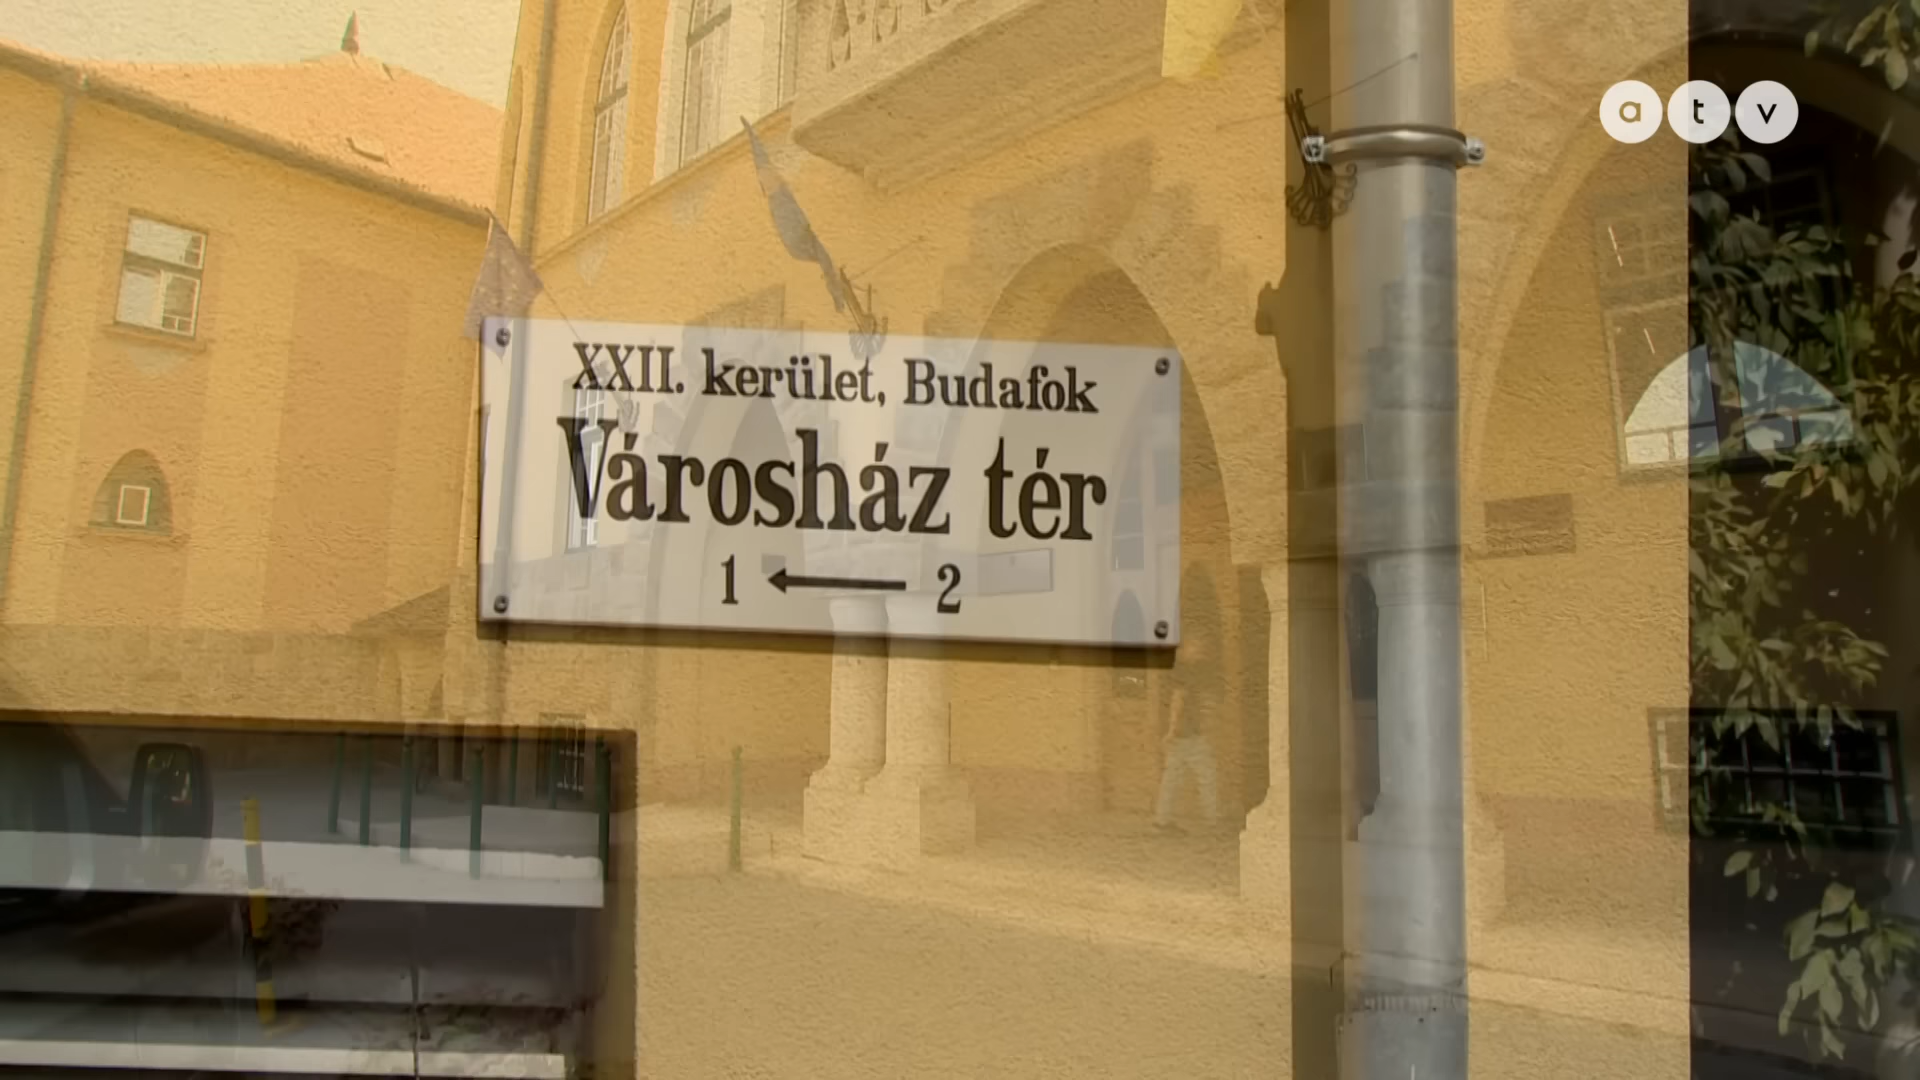 atv
XXII. kerület, Budafok
Városház tér
1 ← 2